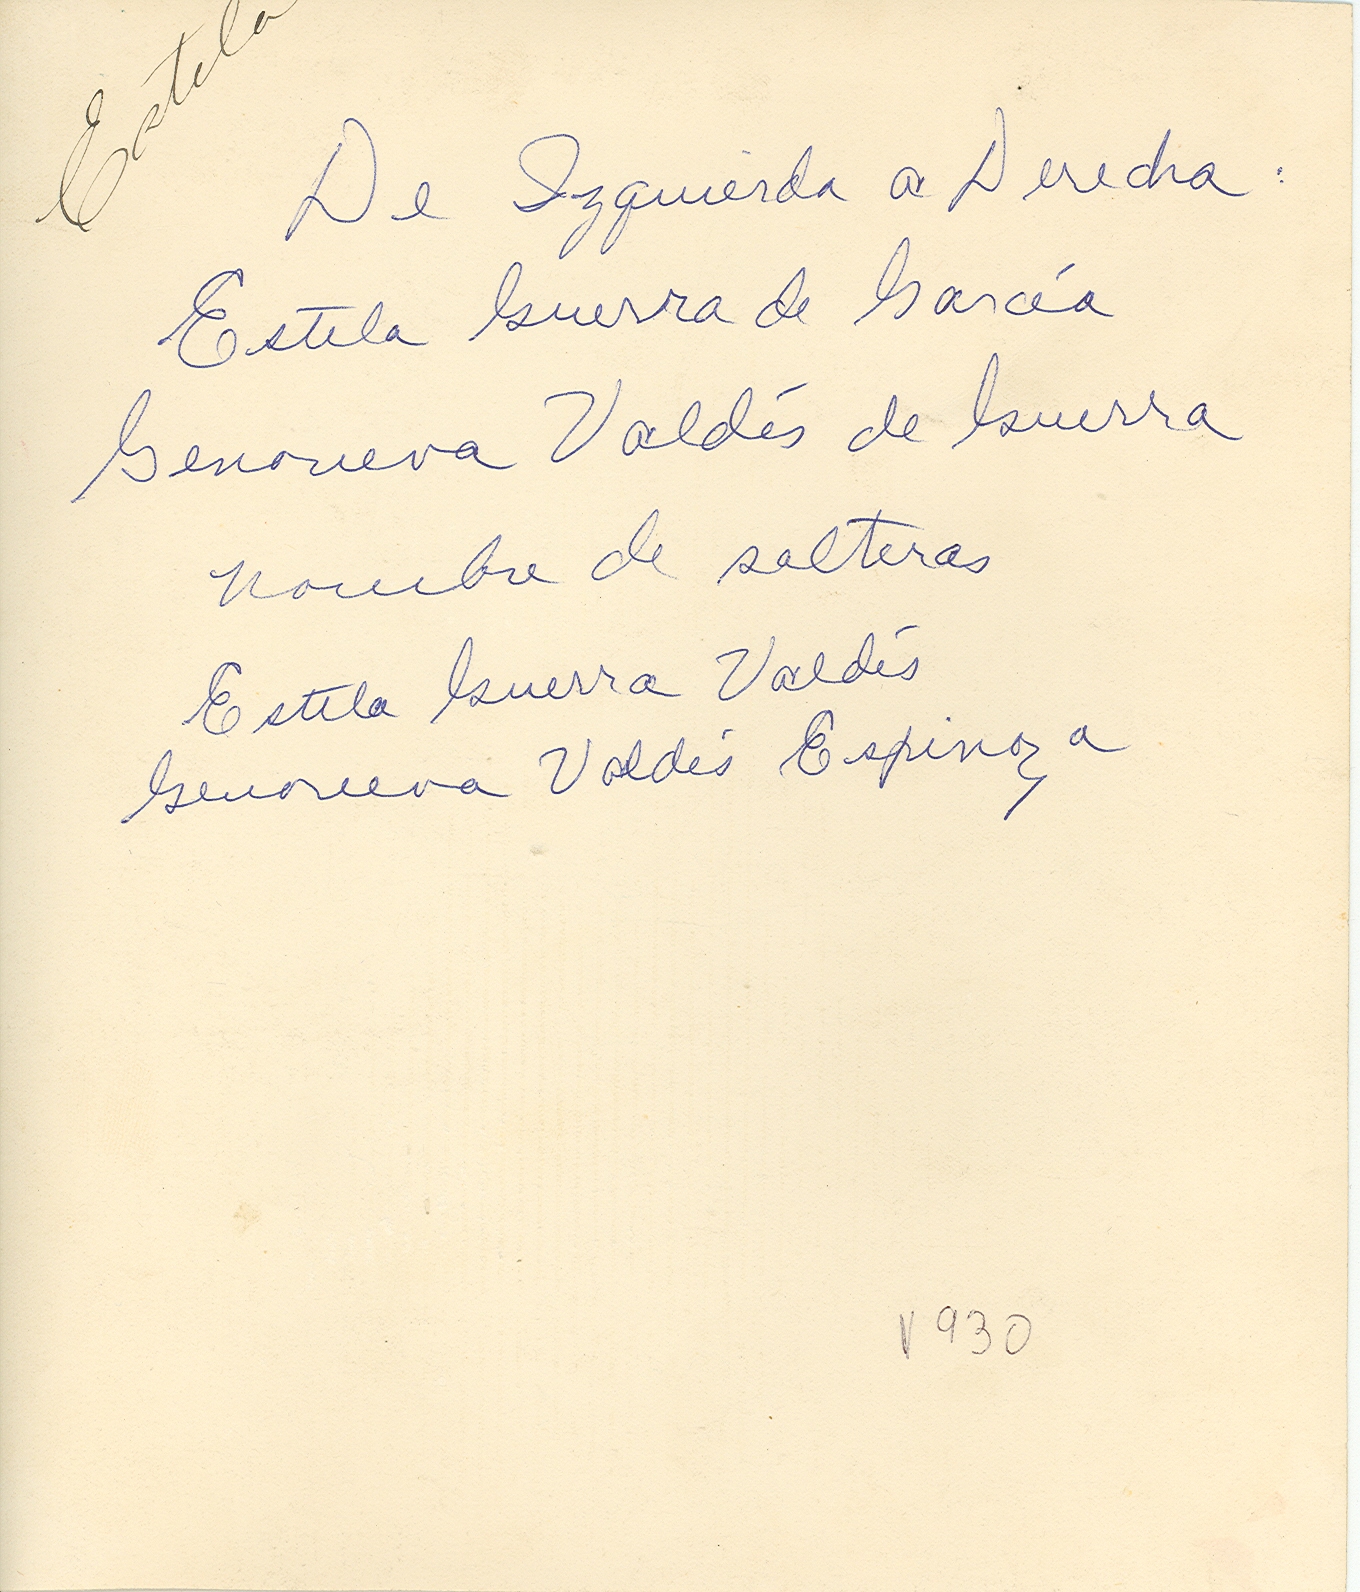 Estela
De Izquierda a Derecha:
Estela Guerra de García
Genoveva Valdés de Guerra
nombre de solteras
Estela Guerra Valdés
Genoveva Valdés Espinoza
V930